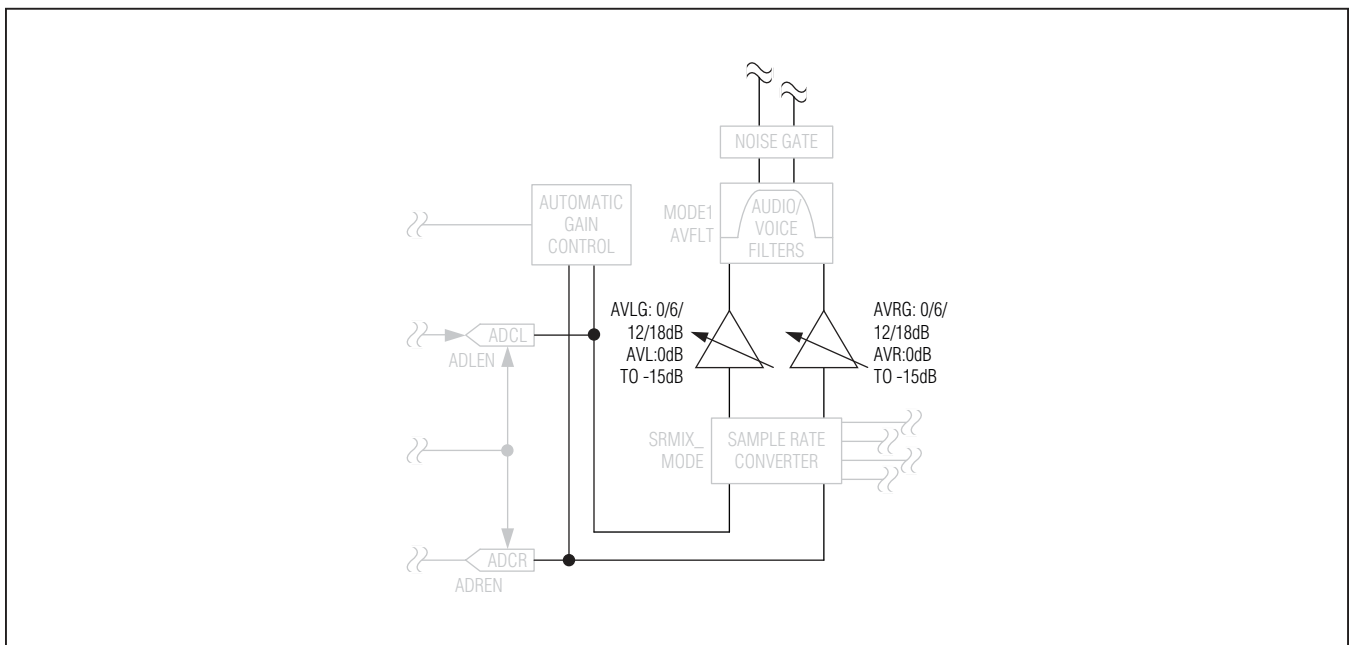 NOISE GATE
AUTOMATIC
GAIN
CONTROL
MODE1
AVFLT
AUDIO/
VOICE
FILTERS
AVLG: 0/6/
12/18dB
AVL:0dB
TO -15dB
AVRG: 0/6/
12/18dB
AVR:0dB
TO -15dB
ADCL
ADLEN
SRMIX_
MODE
SAMPLE RATE
CONVERTER
ADCR
ADREN